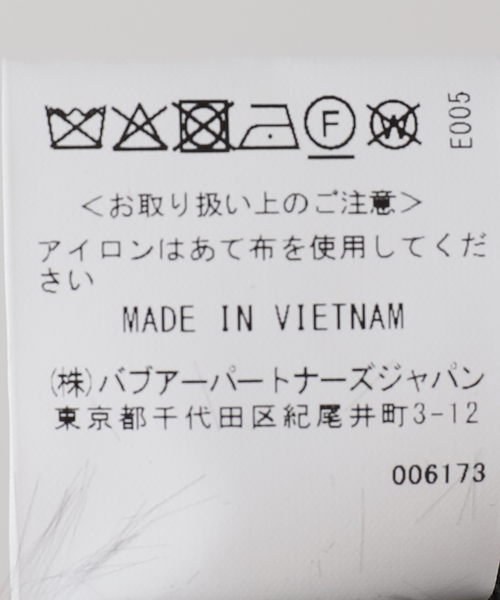 F W
E005
＜お取り扱い上のご注意＞
アイロンはあて布を使用してくだ
さい
MADE IN VIETNAM
(株)バブアーパートナーズジャパン
東京都千代田区紀尾井町3-12
006173